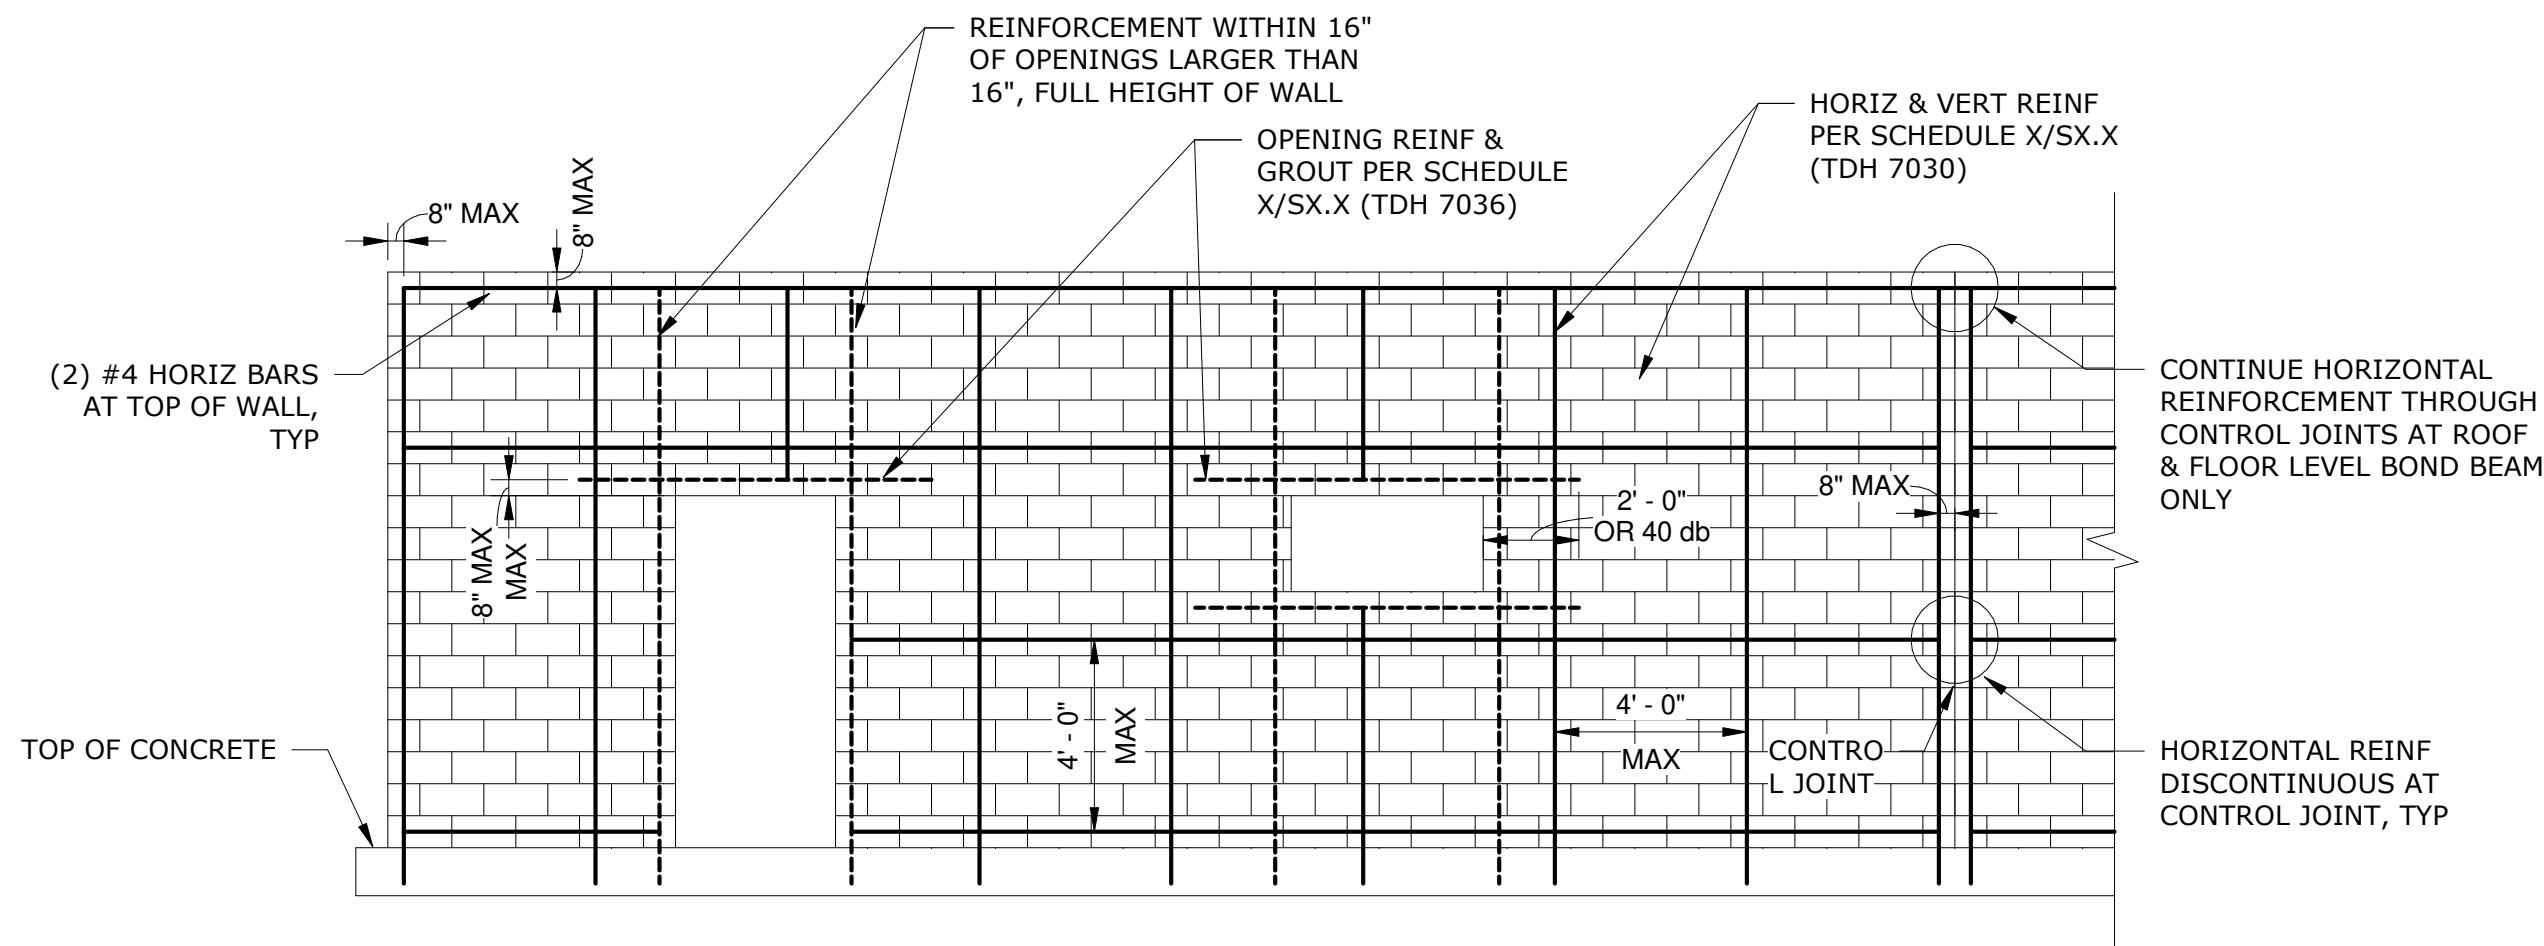 REINFORCEMENT WITHIN 16"
OF OPENINGS LARGER THAN
16", FULL HEIGHT OF WALL
OPENING REINF &
GROUT PER SCHEDULE
X/SX.X (TDH 7036)
HORIZ & VERT REINF
PER SCHEDULE X/SX.X
(TDH 7030)
8" MAX
8" MAX
(2) #4 HORIZ BARS
AT TOP OF WALL,
TYP
CONTINUE HORIZONTAL
REINFORCEMENT THROUGH
CONTROL JOINTS AT ROOF
& FLOOR LEVEL BOND BEAM
ONLY
8" MAX
MAX
2' - 0"
OR 40 db
8" MAX
4' - 0"
MAX
4' - 0"
MAX
TOP OF CONCRETE
CONTRO
L JOINT
HORIZONTAL REINF
DISCONTINUOUS AT
CONTROL JOINT, TYP